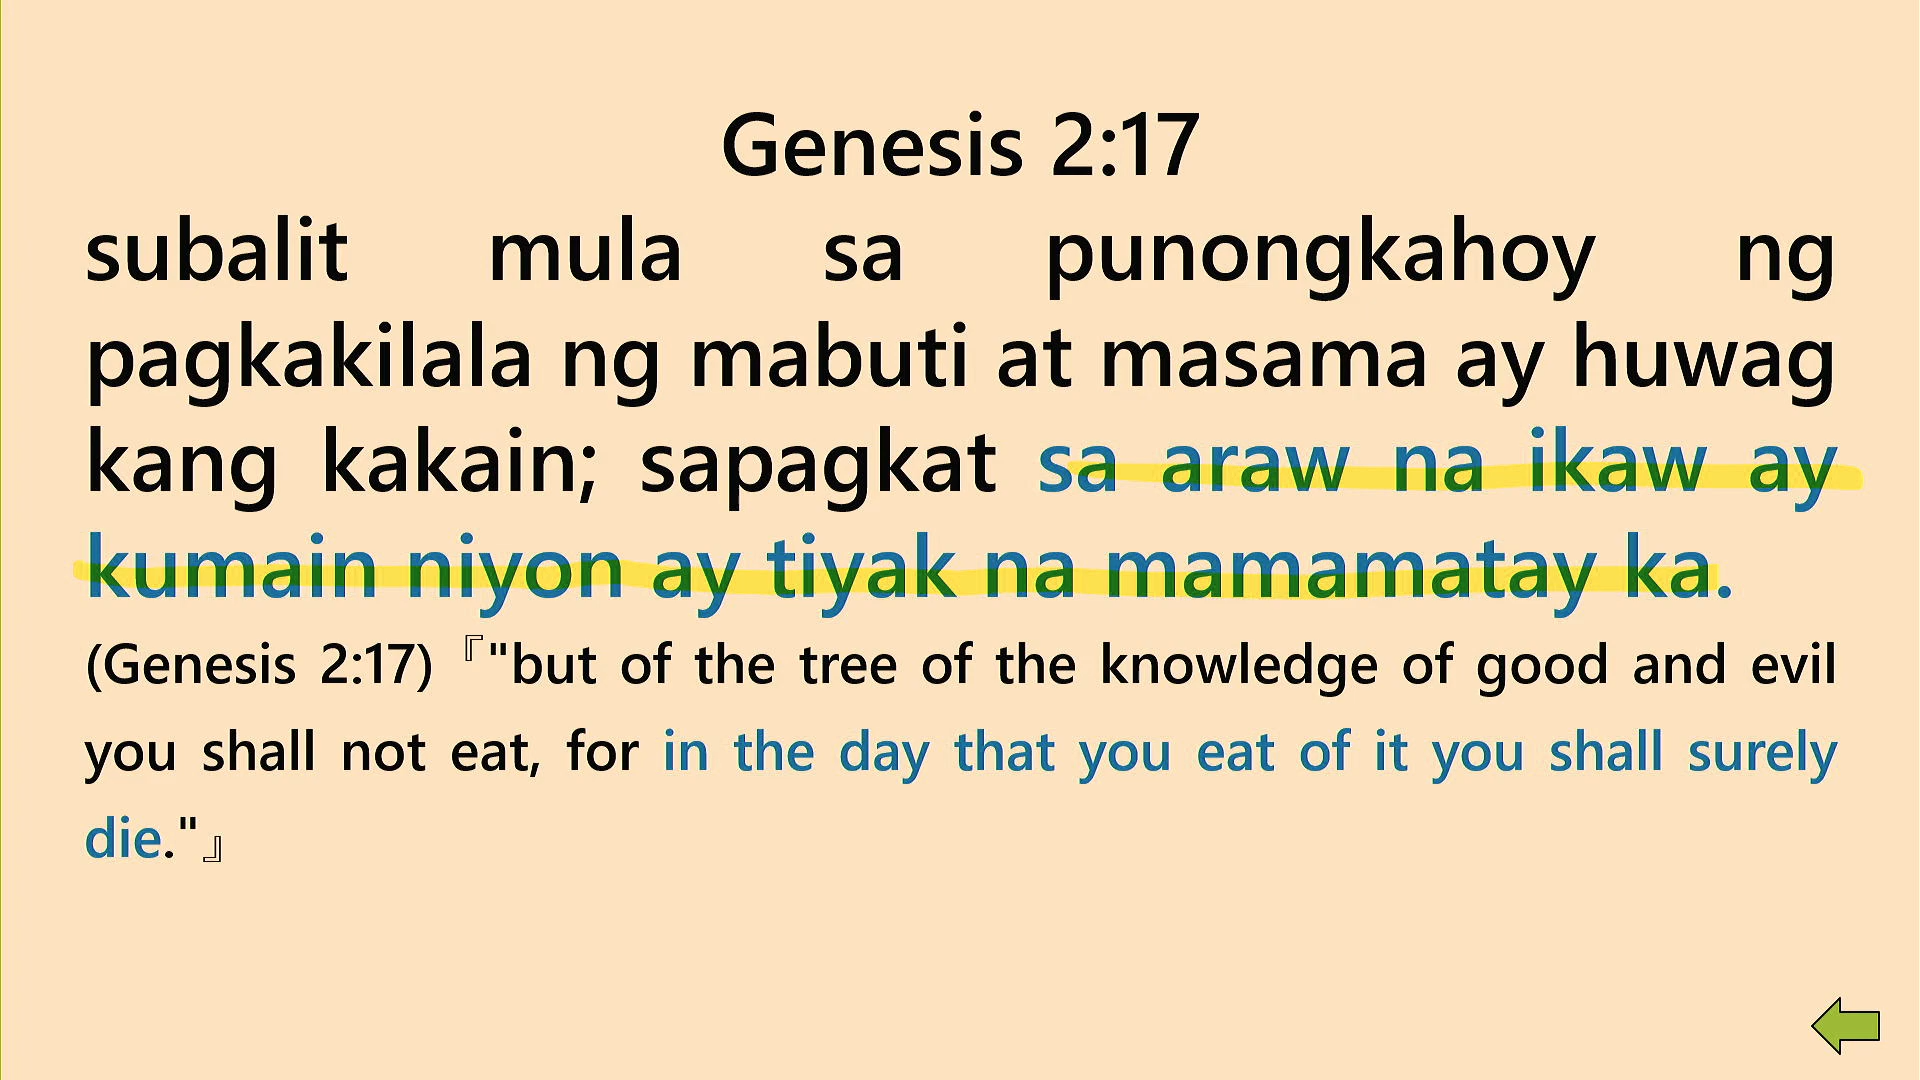 Genesis 2:17
subalit mula sa punongkahoy ng
pagkakilala ng mabuti at masama ay huwag
kang kakain; sapagkat sa araw na ikaw ay
kumain niyon ay tiyak na mamamatay ka.
(Genesis 2:17)『"but of the tree of the knowledge of good and evil
you shall not eat, for in the day that you eat of it you shall surely
die."』